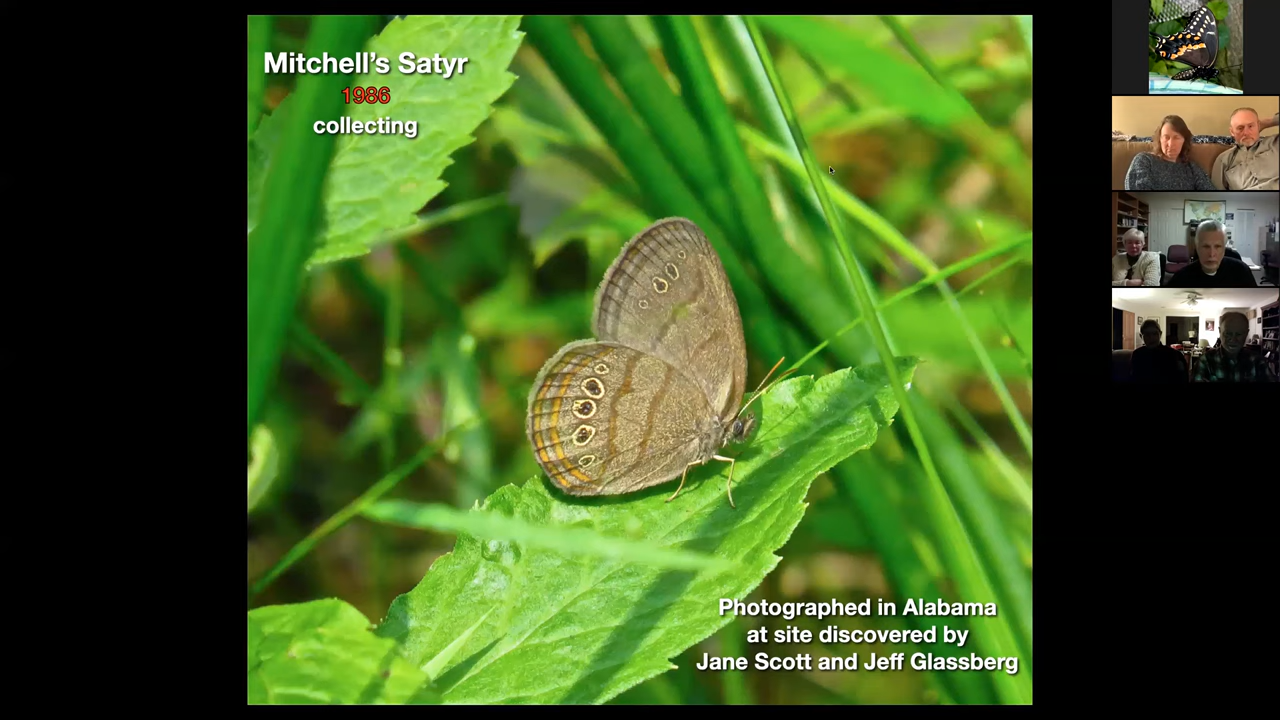 Mitchell's Satyr
1986
collecting
Photographed in Alabama
at site discovered by
Jane Scott and Jeff Glassberg